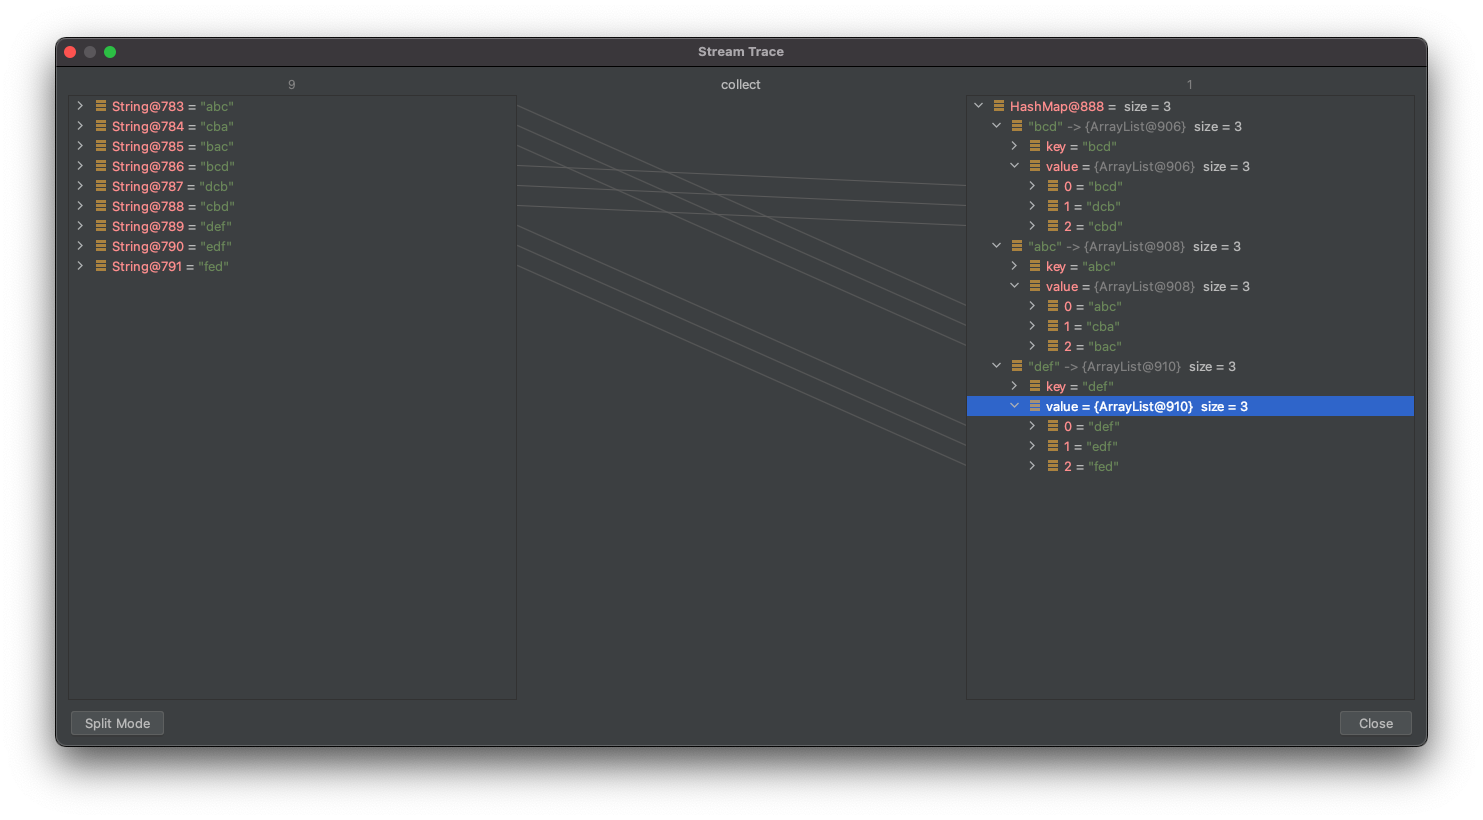 Stream Trace
9
collect
1
String@783 = "abc"
String@784 = "cba"
String@785 = "bac"
String@786 = "bcd"
String@787 = "dcb"
String@788 = "cbd"
String@789 = "def"
String@790 = "edf"
String@791 = "fed"
HashMap@888 = size = 3
"bcd" -> {ArrayList@906} size = 3
key = "bcd"
value = {ArrayList@906} size = 3
0 = "bcd"
1 = "dcb"
2 = "cbd"
"abc" -> {ArrayList@908} size = 3
key = "abc"
value = {ArrayList@908} size = 3
0 = "abc"
1 = "cba"
2 = "bac"
"def" -> {ArrayList@910} size = 3
key = "def"
value = {ArrayList@910} size = 3
0 = "def"
1 = "edf"
2 = "fed"
Split Mode
Close